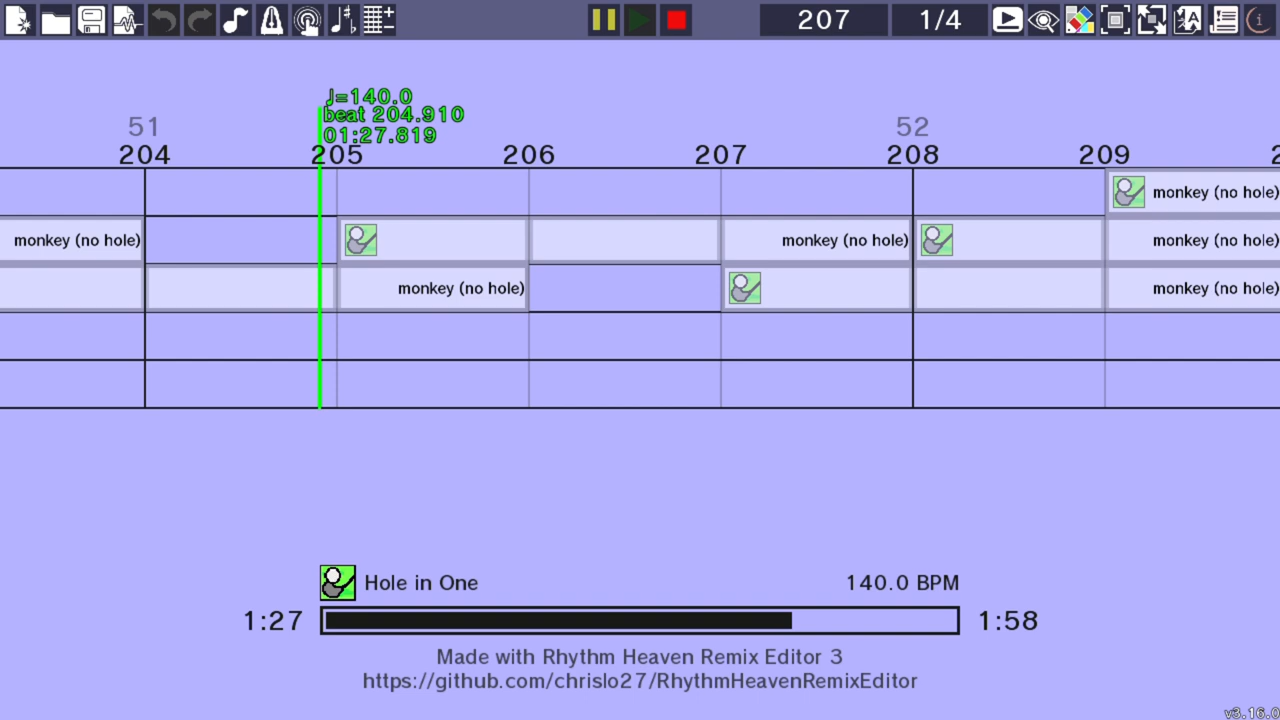 207 1/4
♩=140.0
beat 204.910
01:27.819
51 52
204 205 206 207 208 209 2
monkey (no hole)
monkey (no hole) monkey (no hole) monkey (no hole)
monkey (no hole) monkey (no hole)
Hole in One 140.0 BPM
1:27 1:58
Made with Rhythm Heaven Remix Editor 3
https://github.com/chrislo27/RhythmHeavenRemixEditor
v3.16.0